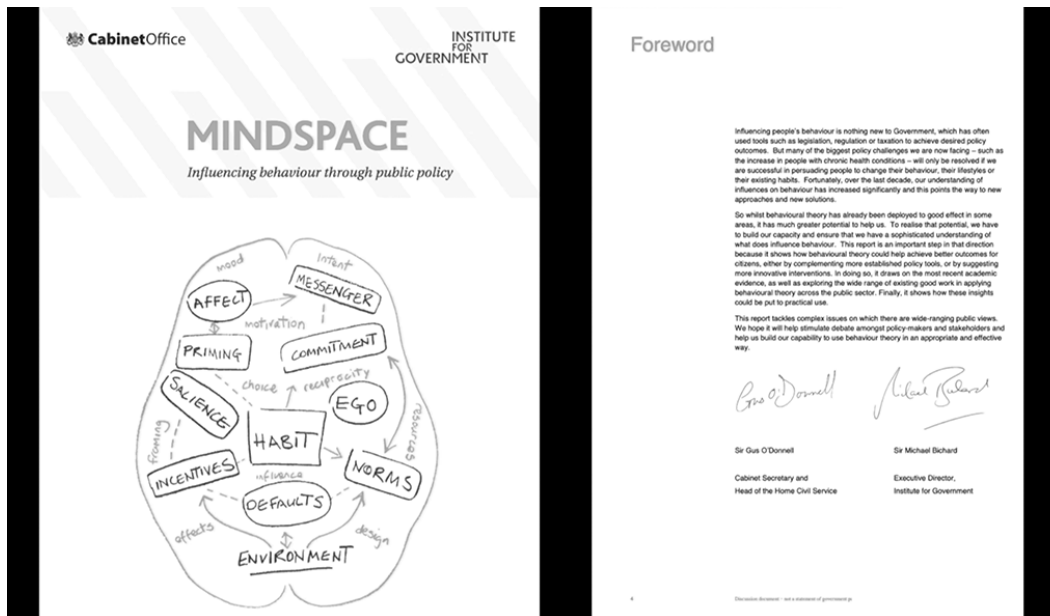 CabinetOffice
INSTITUTE
FOR
GOVERNMENT
MINDSPACE
Influencing behaviour through public policy
mood
intent
AFFECT
MESSENGER
motivation
PRIMING
COMMITMENT
choice
reciprocity
SALIENCE
EGO
HABIT
framing
resources
INCENTIVES
NORMS
influence
DEFAULTS
effects
design
ENVIRONMENT
Foreword
Influencing people's behaviour is nothing new to Government, which has often
used tools such as legislation, regulation or taxation to achieve desired policy
outcomes. But many of the biggest policy challenges we are now facing – such as
the increase in people with chronic health conditions – will only be resolved if we
are successful in persuading people to change their behaviour, their lifestyles or
their existing habits. Fortunately, over the last decade, our understanding of
influences on behaviour has increased significantly and this points the way to new
approaches and new solutions.
So whilst behavioural theory has already been deployed to good effect in some
areas, it has much greater potential to help us. To realise that potential, we have
to build our capacity and ensure that we have a sophisticated understanding of
what does influence behaviour. This report is an important step in that direction
because it shows how behavioural theory could help achieve better outcomes for
citizens, either by complementing more established policy tools, or by suggesting
more innovative interventions. In doing so, it draws on the most recent academic
evidence, as well as exploring the wide range of existing good work in applying
behavioural theory across the public sector. Finally, it shows how these insights
could be put to practical use.
This report tackles complex issues on which there are wide-ranging public views.
We hope it will help stimulate debate amongst policy-makers and stakeholders and
help us build our capability to use behaviour theory in an appropriate and effective
way.
Gus O'Donnell
Michael Bichard
Sir Gus O'Donnell
Sir Michael Bichard
Cabinet Secretary and
Head of the Home Civil Service
Executive Director,
Institute for Government
Discussion document – not a statement of government